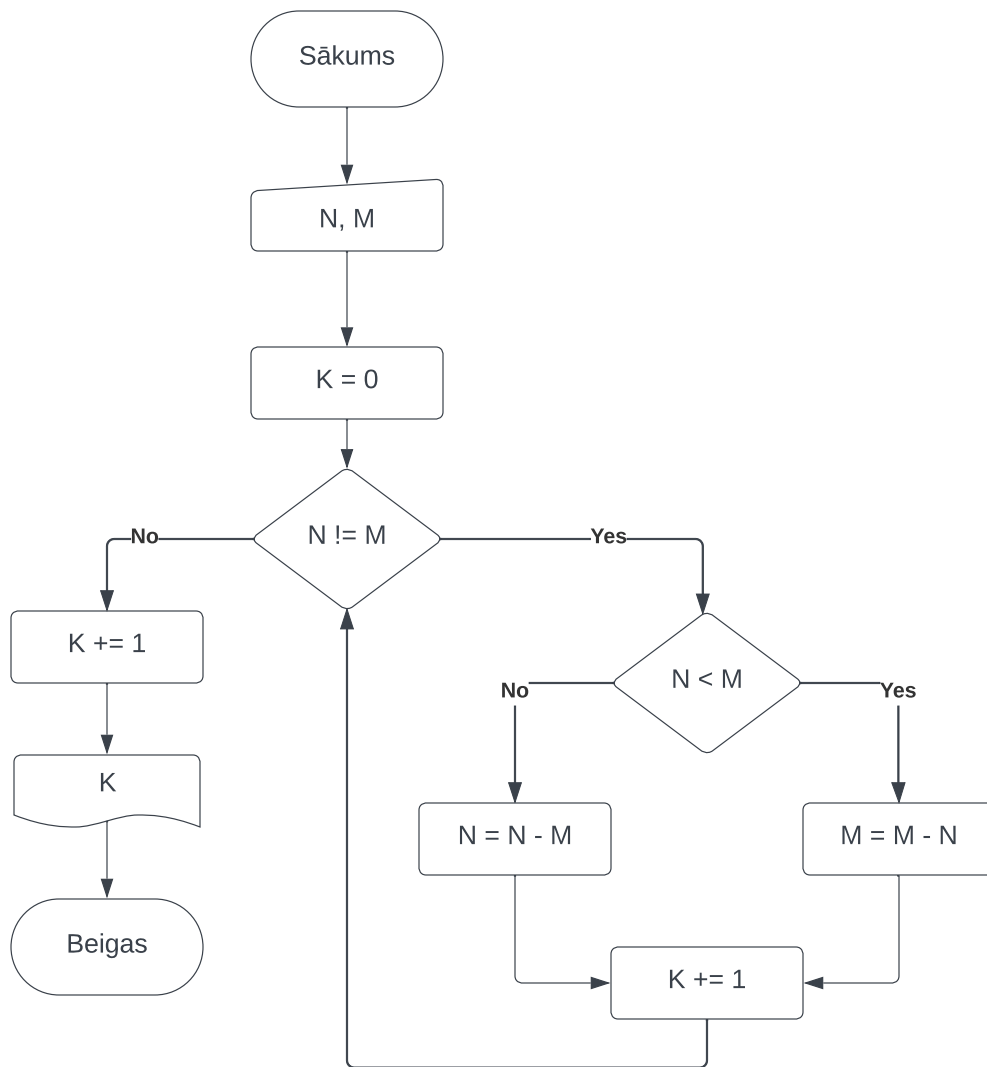 Sākums
N, M
K = 0
N != M
No
Yes
K += 1
N < M
No
Yes
K
N = N - M
M = M - N
Beigas
K += 1